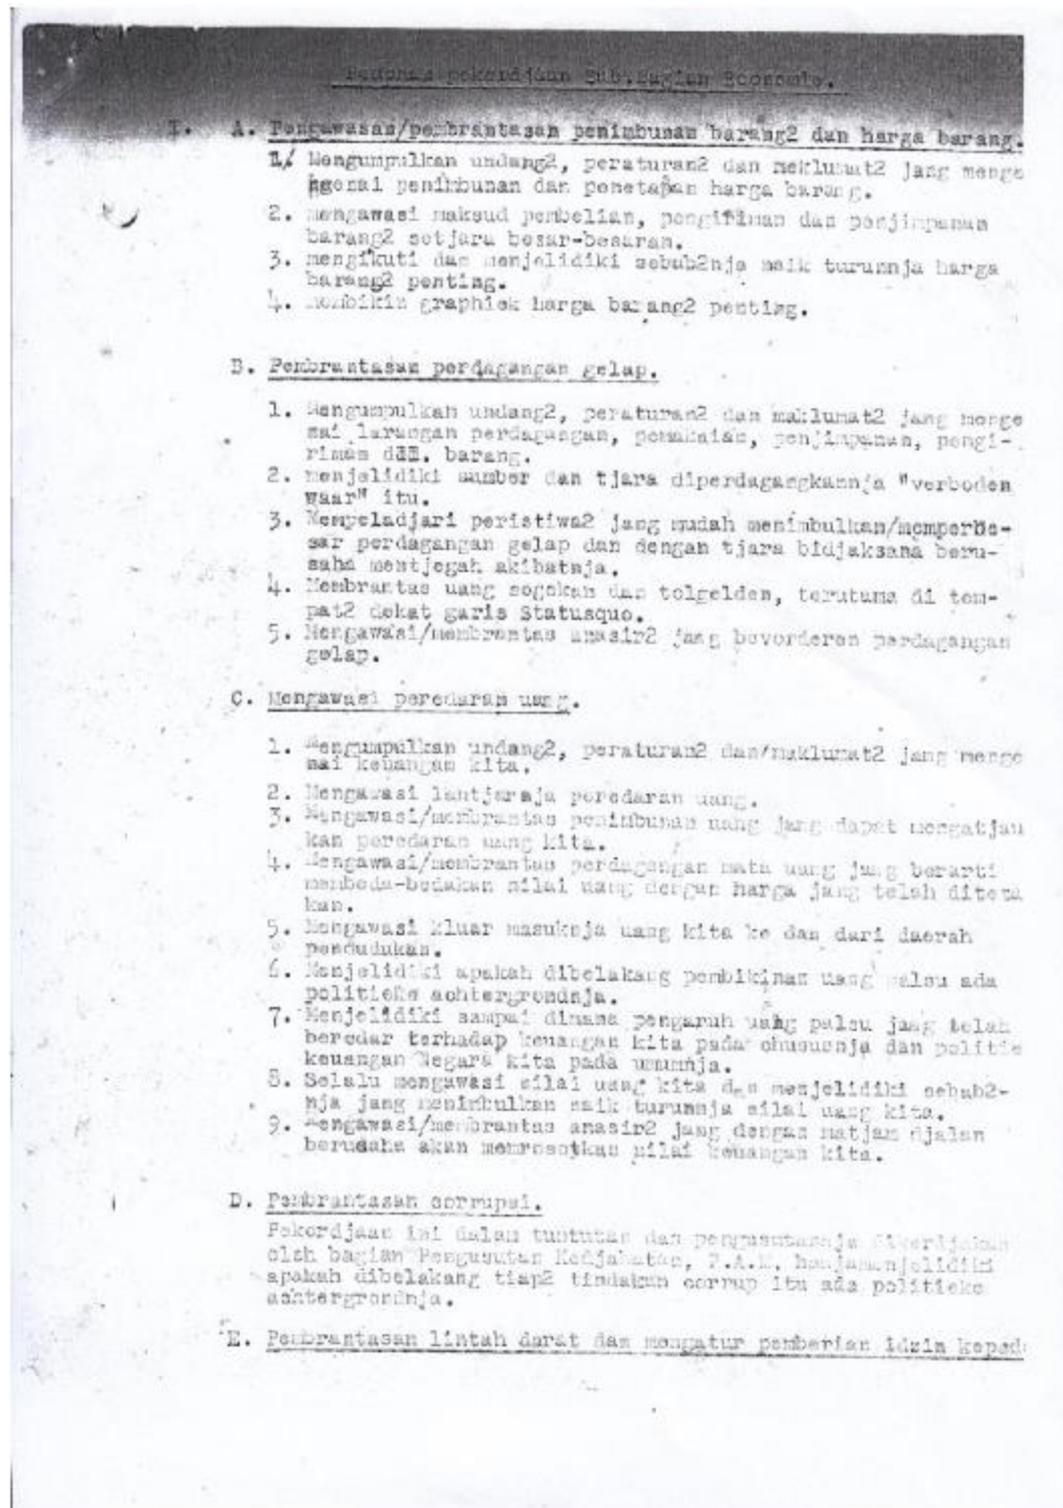 Pedoman pekerdjaan Sub.Bagian Economie.
I. A. Pengawasan/pembrantasan penimbunan barang2 dan harga barang.
1. Mengumpulkan undang2, peraturan2 dan meklumat2 jang menge
ngenai penimbunan dan penetapan harga barang.
2. mengawasi maksud pembelian, pengiriman dan penjimpanan
barang2 setjara besar-besaran.
3. mengikuti dan menjelidiki sebab2nja naik turunnja harga
barang2 penting.
4. membikin graphiek harga barang2 penting.
B. Pembrantasan perdagangan gelap.
1. Mengumpulkan undang2, peraturan2 dan maklumat2 jang menge
nai larangan perdagangan, pemakaian, penjimpanan, pengi-
riman dll. barang.
2. menjelidiki sumber dan tjara diperdagangkannja "verboden
waar" itu.
3. Mempeladjari peristiwa2 jang mudah menimbulkan/memperbe-
sar perdagangan gelap dan dengan tjara bidjaksana beru-
saha mentjegah akibatnja.
4. Membrantas uang sogokan dan tolgelden, terutama di tem-
pat2 dekat garis Statusquo.
5. Mengawasi/membrantas anasir2 jang bevorderen perdagangan
gelap.
C. Mengawasi peredaran uang.
1. Mengumpulkan undang2, peraturan2 dan/maklumat2 jang menge
nai keuangan kita.
2. Mengawasi lantjarnja peredaran uang.
3. Mengawasi/membrantas penimbunan uang jang dapat mengatjau
kan peredaran uang kita.
4. Mengawasi/membrantas perdagangan mata uang jang berarti
membeda-bedakan nilai uang dengan harga jang telah diteta
kan.
5. Mengawasi kluar masuknja uang kita ke dan dari daerah
pendudukan.
6. Menjelidiki apakah dibelakang pembikinan uang palsu ada
politieke achtergrondnja.
7. Menjelidiki sampai dimana pengaruh uang palsu jang telah
beredar terhadap keuangan kita pada chususnja dan politie
keuangan Negara kita pada umumnja.
8. Selalu mengawasi nilai uang kita dan menjelidiki sebab2-
nja jang menimbulkan naik turunnja nilai uang kita.
9. Mengawasi/membrantas anasir2 jang dengan matjam djalan
berusaha akan memrosotkan nilai keuangan kita.
D. Pembrantasan corrupsi.
Pekerdjaan ini dalam tuntutan dan pengusutannja dikerdjakan
oleh bagian Pengusutan Kedjahatan, P.A.M. hanjamenjelidiki
apakah dibelakang tiap2 tindakan corrup itu ada politieke
achtergrondnja.
E. Pembrantasan lintah darat dan mengatur pemberian idzin keped